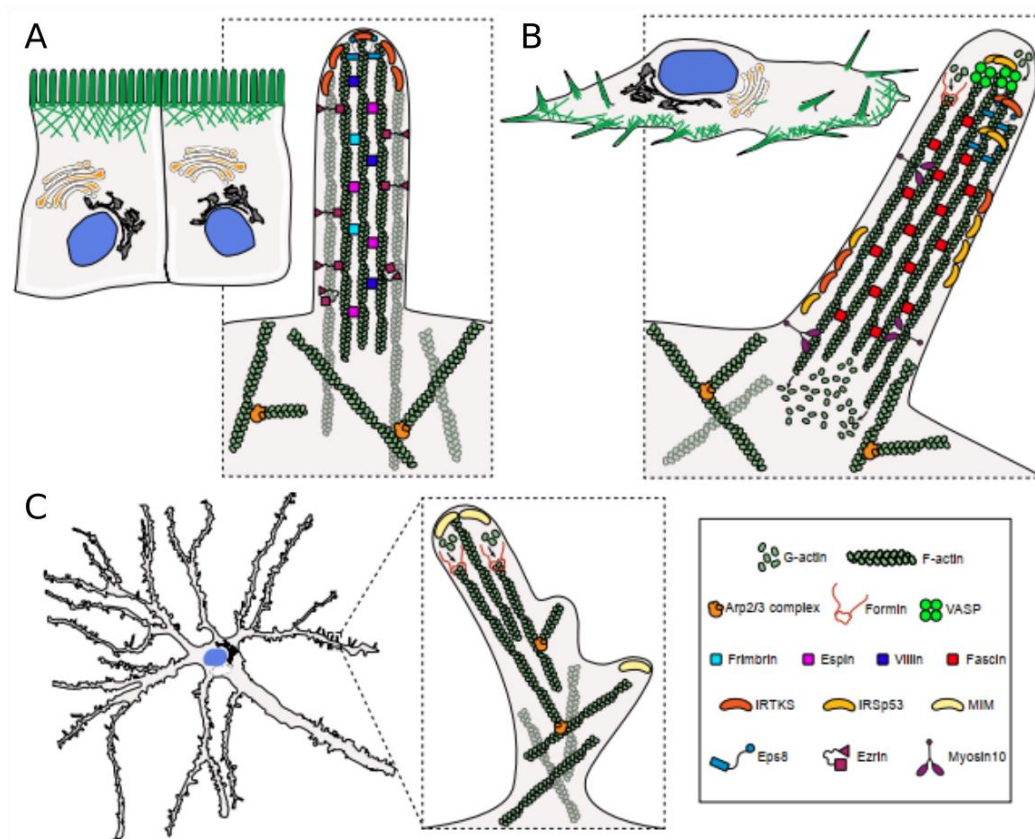 A
B
C
G-actin F-actin
Arp2/3 complex Formin VASP
Frimbrin Espin Villin Fascin
IRTKS IRSp53 MIM
Eps8 Ezrin Myosin10